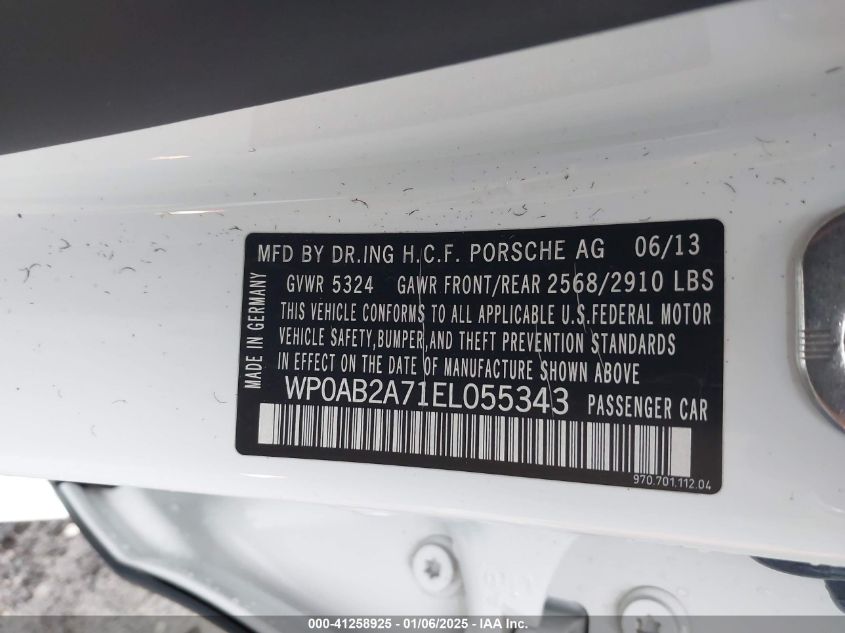 MFD BY DR.ING H.C.F. PORSCHE AG 06/13
GVWR 5324 GAWR FRONT/REAR 2568/2910 LBS
THIS VEHICLE CONFORMS TO ALL APPLICABLE U.S.FEDERAL MOTOR
VEHICLE SAFETY,BUMPER,AND THEFT PREVENTION STANDARDS
IN EFFECT ON THE DATE OF MANUFACTURE SHOWN ABOVE
MADE IN GERMANY
WP0AB2A71EL055343 PASSENGER CAR
970.701.112.04
000-41258925 - 01/06/2025 - IAA Inc.